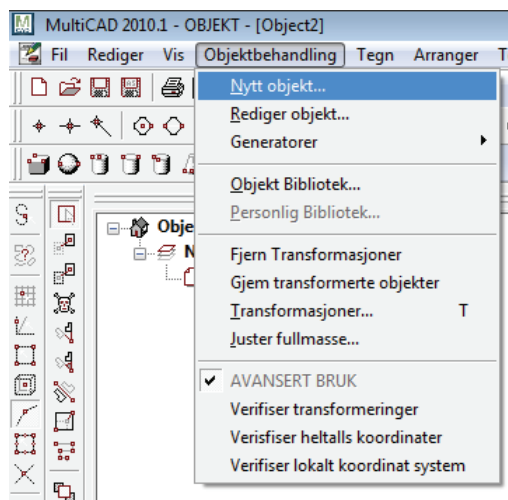 MultiCAD 2010.1 - OBJEKT - [Object2]
Fil Rediger Vis Objektbehandling Tegn Arranger
Nytt objekt...
Rediger objekt...
Generatorer
Objekt Bibliotek...
Personlig Bibliotek...
Fjern Transformasjoner
Gjem transformerte objekter
Transformasjoner... T
Juster fullmasse...
AVANSERT BRUK
Verifiser transformeringer
Verisfiser heltalls koordinater
Verifiser lokalt koordinat system